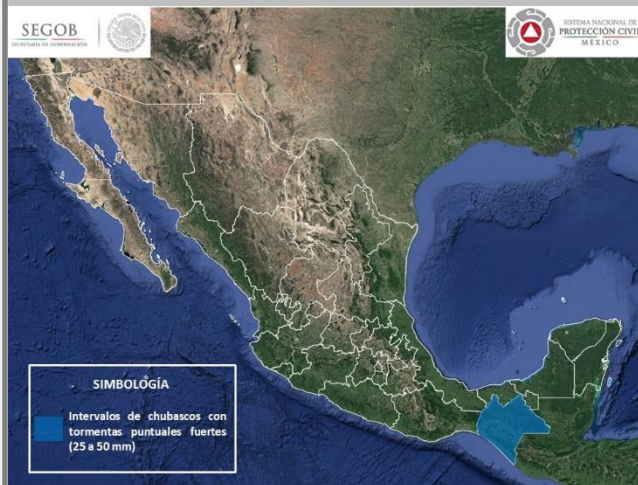 SEGOB
SECRETARÍA DE GOBERNACIÓN
SISTEMA NACIONAL DE
PROTECCIÓN CIVIL
MÉXICO
SIMBOLOGÍA
Intervalos de chubascos con
tormentas puntuales fuertes
(25 a 50 mm)